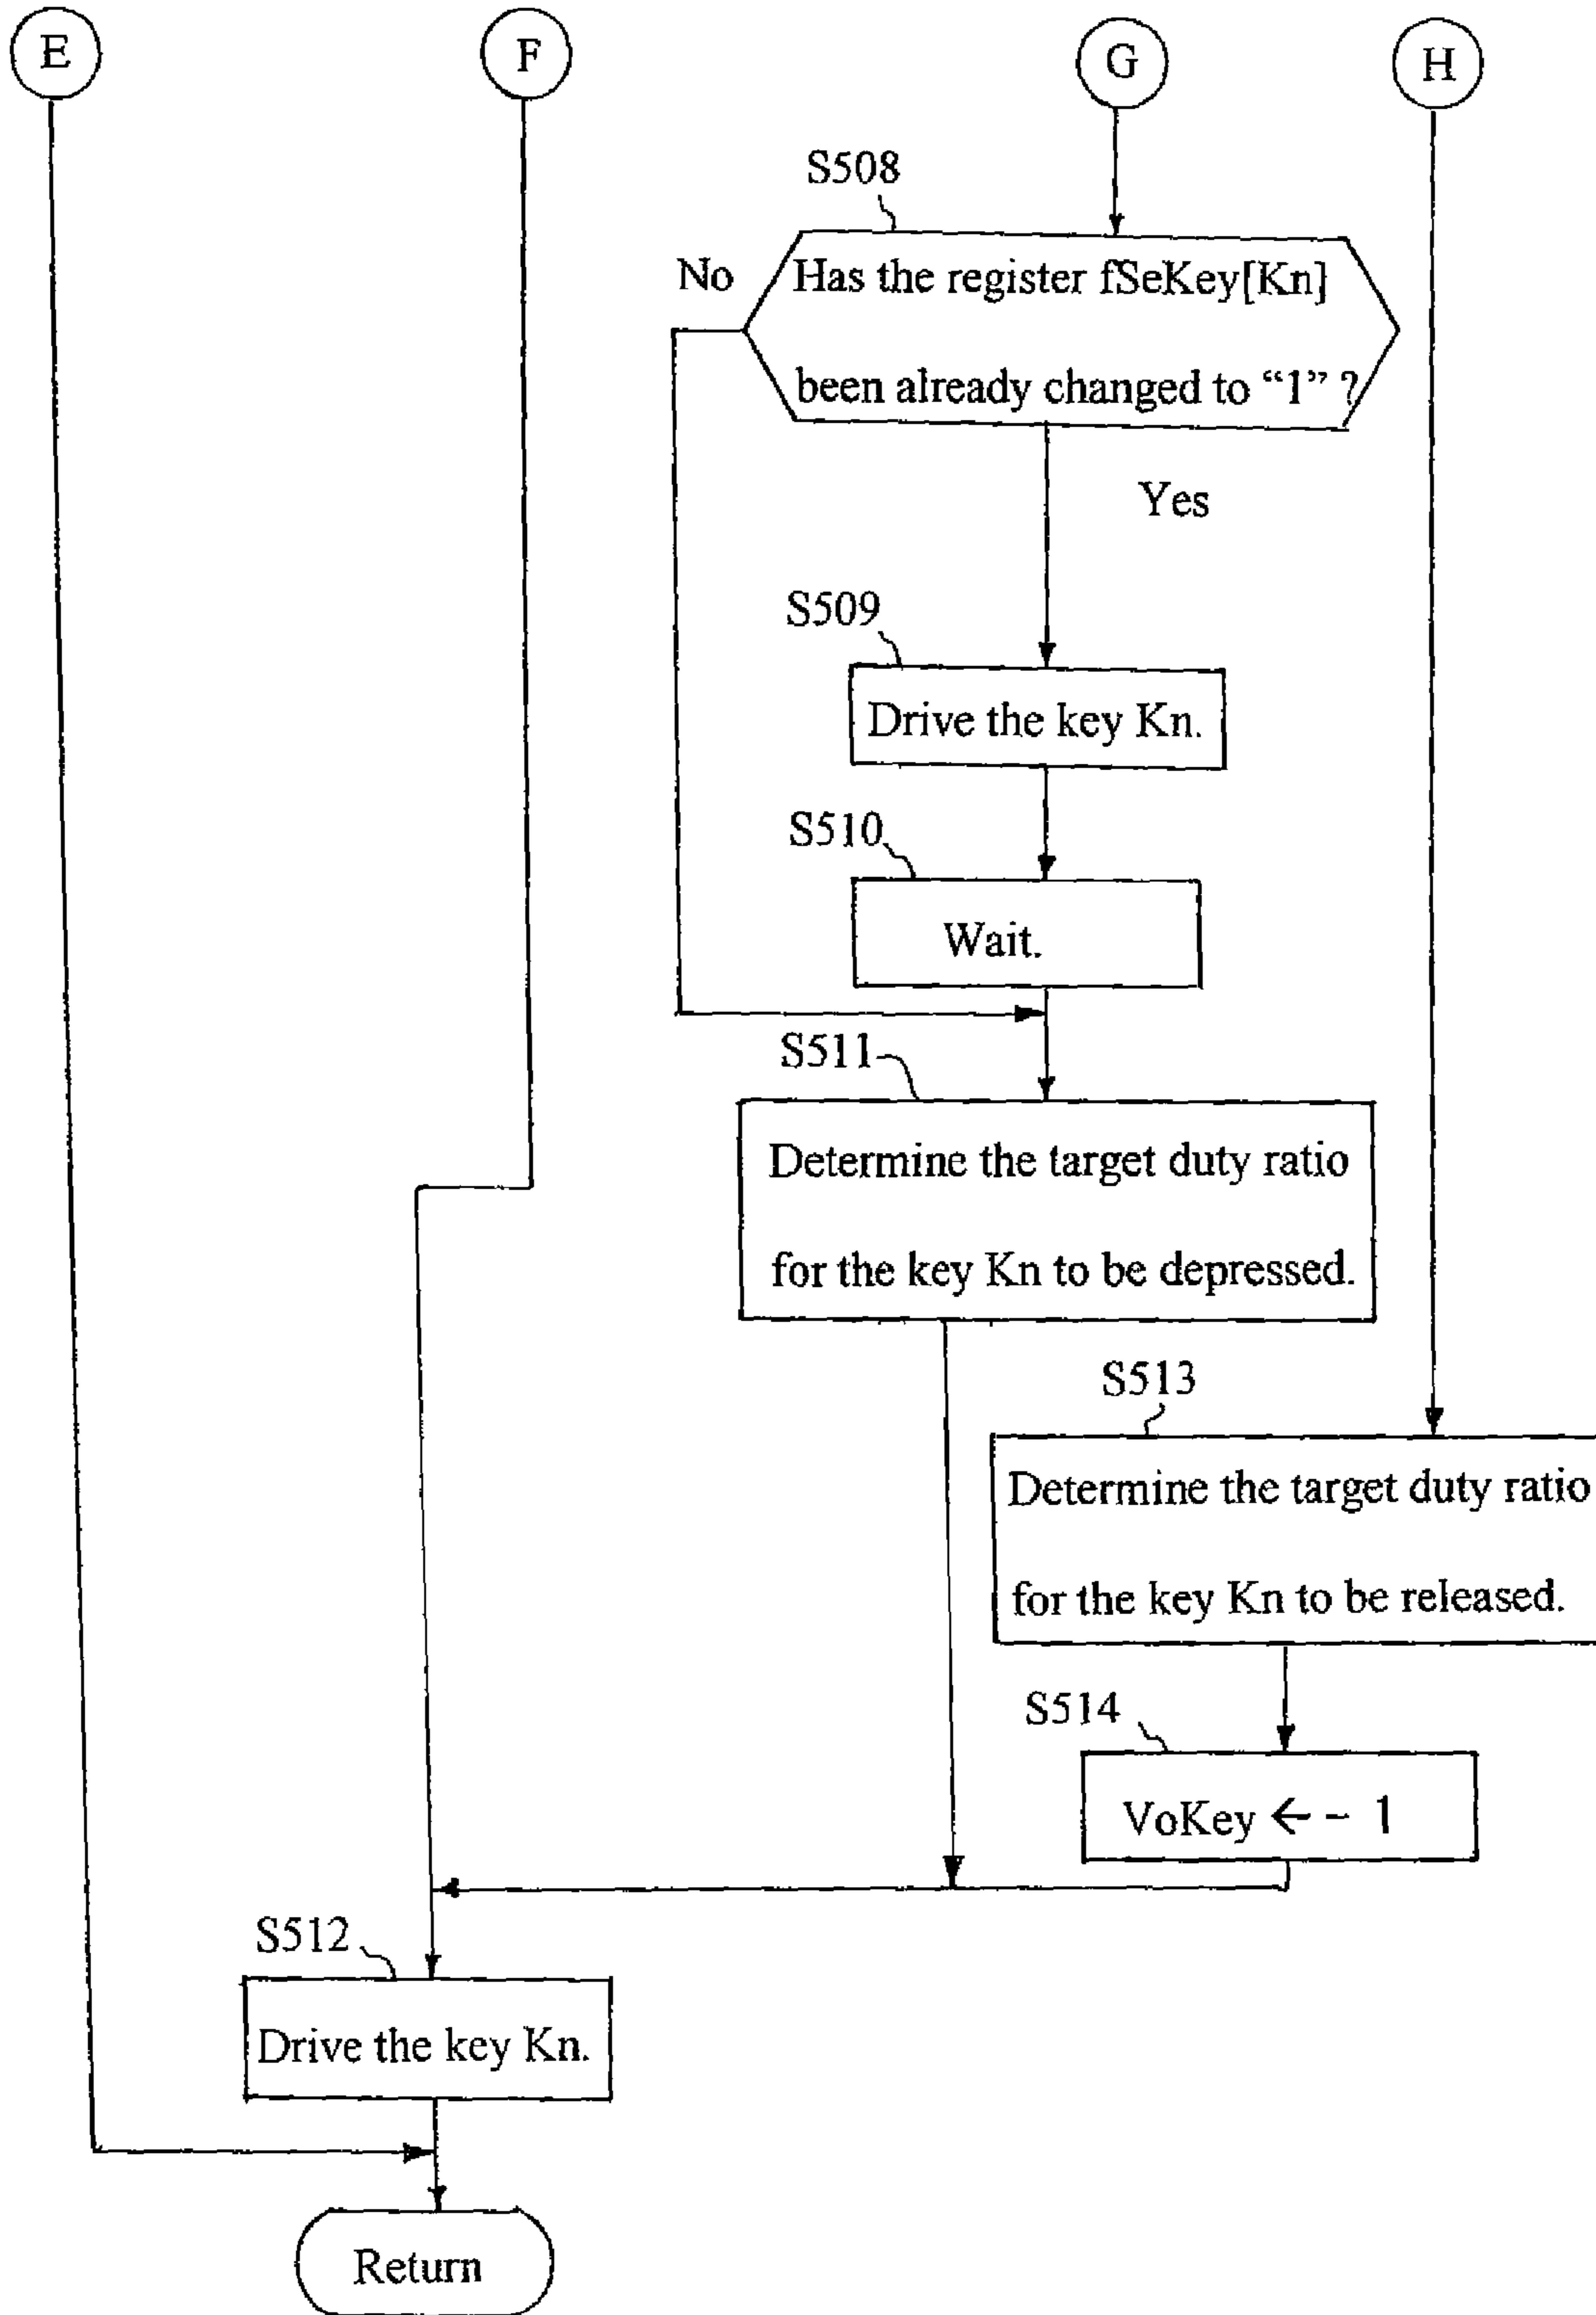 E
F
G
H
S508
No
Has the register fSeKey[Kn]
been already changed to “1” ?
Yes
S509
Drive the key Kn.
S510
Wait.
S511
Determine the target duty ratio
for the key Kn to be depressed.
S513
Determine the target duty ratio
for the key Kn to be released.
S514
VoKey ← - 1
S512
Drive the key Kn.
Return